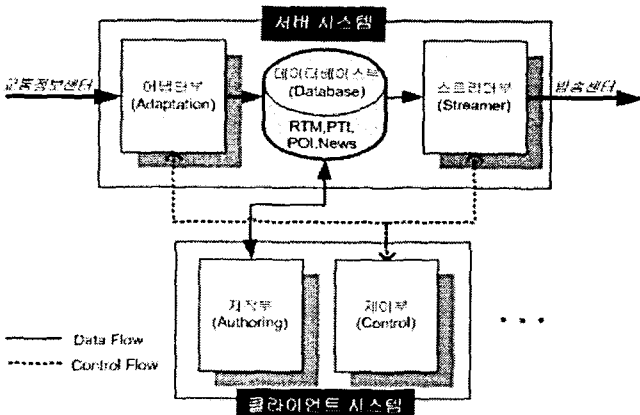 서버 시스템
교통정보센터
어댑터부
(Adaptation)
데이터베이스부
(Database)
RTM,PTI,
POI,News
스트리머부
(Streamer)
방송센터
저작부
(Authoring)
제어부
(Control)
. . .
Data Flow
Control Flow
클라이언트 시스템